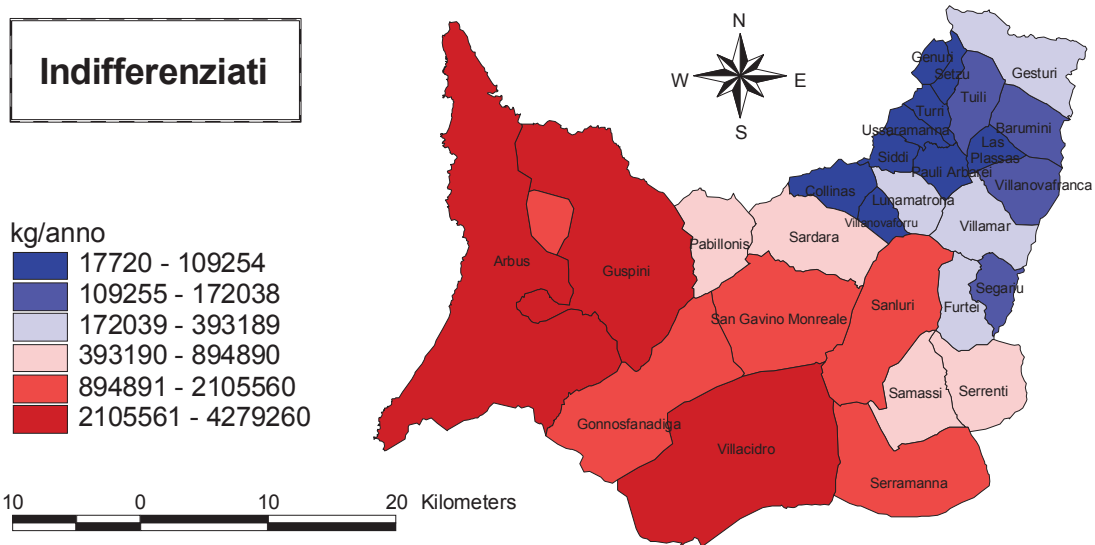 Indifferenziati
N
W E
S
kg/anno
17720 - 109254
109255 - 172038
172039 - 393189
393190 - 894890
894891 - 2105560
2105561 - 4279260
10 0 10 20 Kilometers
Genuri
Setzu
Gesturi
Tuili
Turri
Barumini
Ussaramanna
Las
Plassas
Siddi
Pauli Arbarei
Villanovafranca
Collinas
Lunamatrona
Villanovaforru
Villamar
Pabillonis
Sardara
Arbus
Guspini
Segariu
Sanluri
Furtei
San Gavino Monreale
Samassi
Serrenti
Gonnosfanadiga
Villacidro
Serramanna